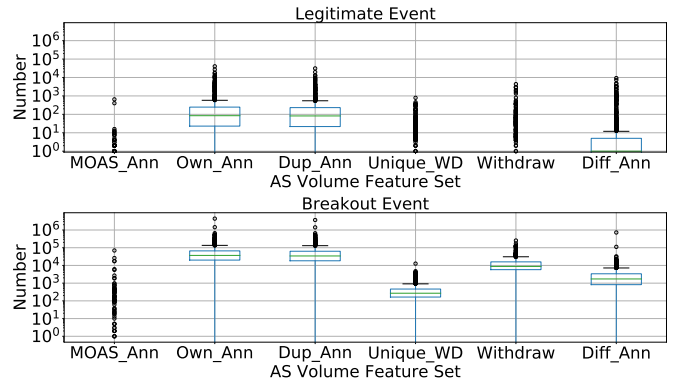 Legitimate Event
Number
10^6
10^5
10^4
10^3
10^2
10^1
10^0
MOAS_Ann Own_Ann Dup_Ann Unique_WD Withdraw Diff_Ann
AS Volume Feature Set
Breakout Event
Number
10^6
10^5
10^4
10^3
10^2
10^1
10^0
MOAS_Ann Own_Ann Dup_Ann Unique_WD Withdraw Diff_Ann
AS Volume Feature Set